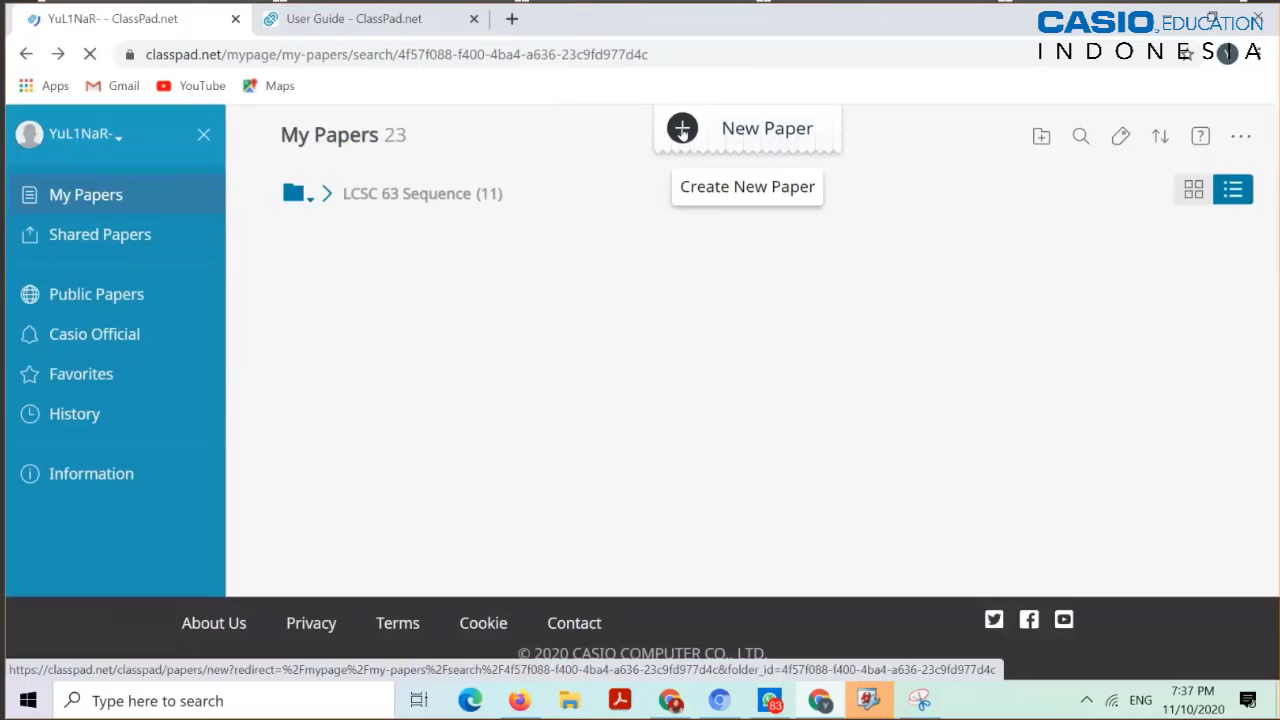 YuL1NaR- - ClassPad.net
User Guide - ClassPad.net
CASIO EDUCATION
INDONESIA
classpad.net/mypage/my-papers/search/4f57f088-f400-4ba4-a636-23c9fd977d4c
Apps
Gmail
YouTube
Maps
YuL1NaR-
My Papers 23
New Paper
?
Create New Paper
LCSC 63 Sequence (11)
My Papers
Shared Papers
Public Papers
Casio Official
Favorites
History
Information
About Us
Privacy
Terms
Cookie
Contact
© 2020 CASIO COMPUTER CO., LTD.
https://classpad.net/classpad/papers/new?redirect=%2Fmypage%2Fmy-papers%2Fsearch%2F4f57f088-f400-4ba4-a636-23c9fd977d4c&folder_id=4f57f088-f400-4ba4-a636-23c9fd977d4c
Type here to search
83
ENG
7:37 PM
11/10/2020